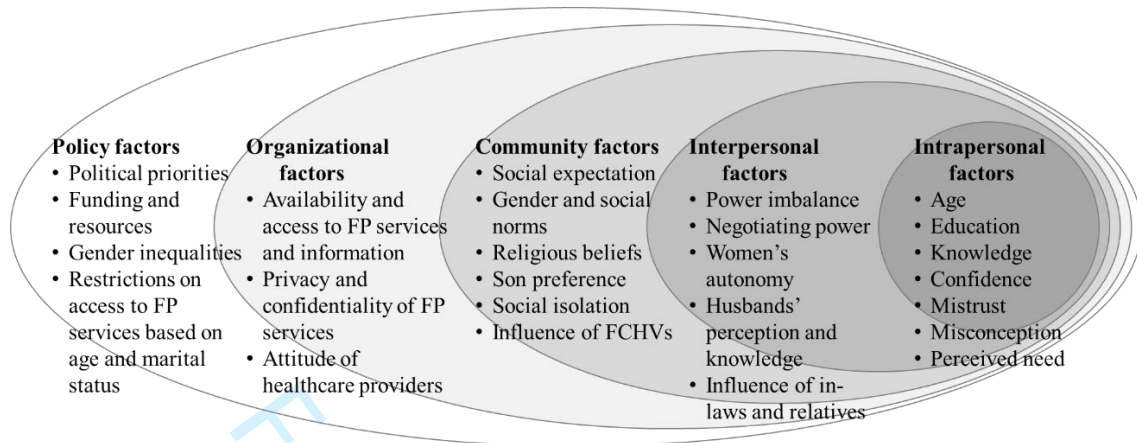 Policy factors
• Political priorities
• Funding and
resources
• Gender inequalities
• Restrictions on
access to FP
services based on
age and marital
status
Organizational
factors
• Availability and
access to FP services
and information
• Privacy and
confidentiality of FP
services
• Attitude of
healthcare providers
Community factors
• Social expectation
• Gender and social
norms
• Religious beliefs
• Son preference
• Social isolation
• Influence of FCHVs
Interpersonal
factors
• Power imbalance
• Negotiating power
• Women’s
autonomy
• Husbands’
perception and
knowledge
• Influence of in-
laws and relatives
Intrapersonal
factors
• Age
• Education
• Knowledge
• Confidence
• Mistrust
• Misconception
• Perceived need